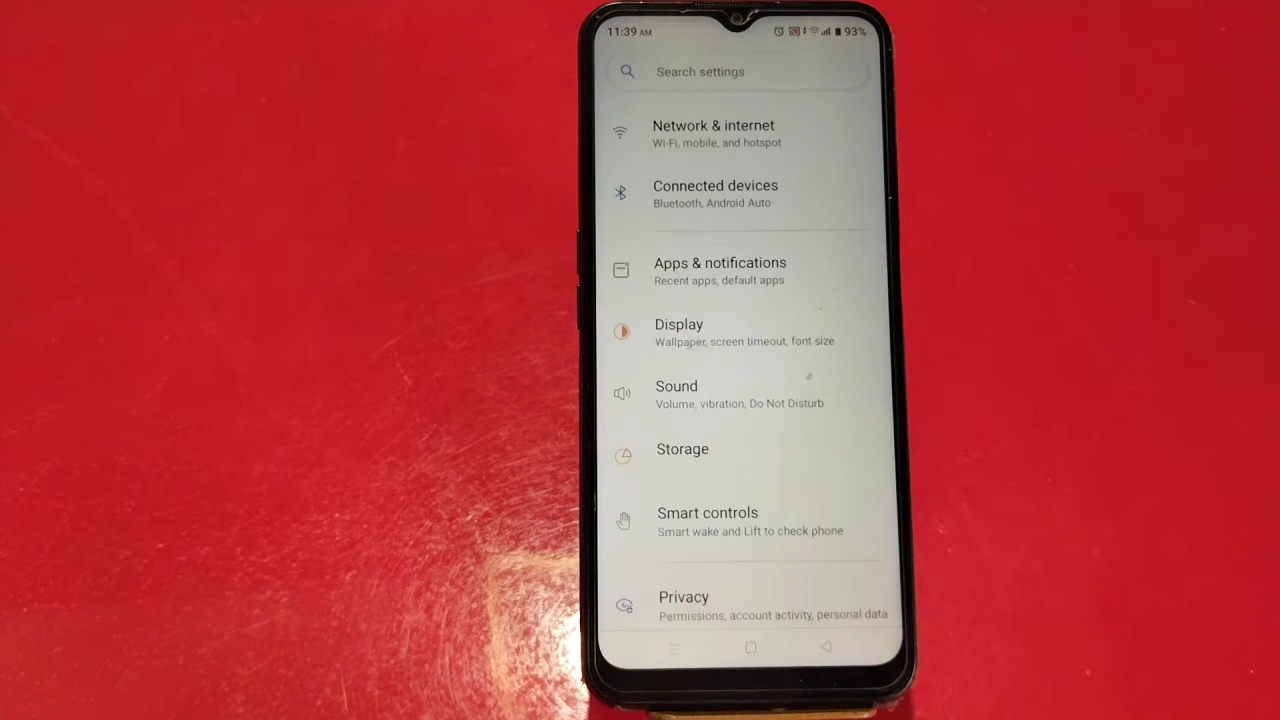 11:39 AM
93%
Search settings
Network & internet
Wi-Fi, mobile, and hotspot
Connected devices
Bluetooth, Android Auto
Apps & notifications
Recent apps, default apps
Display
Wallpaper, screen timeout, font size
Sound
Volume, vibration, Do Not Disturb
Storage
Smart controls
Smart wake and Lift to check phone
Privacy
Permissions, account activity, personal data